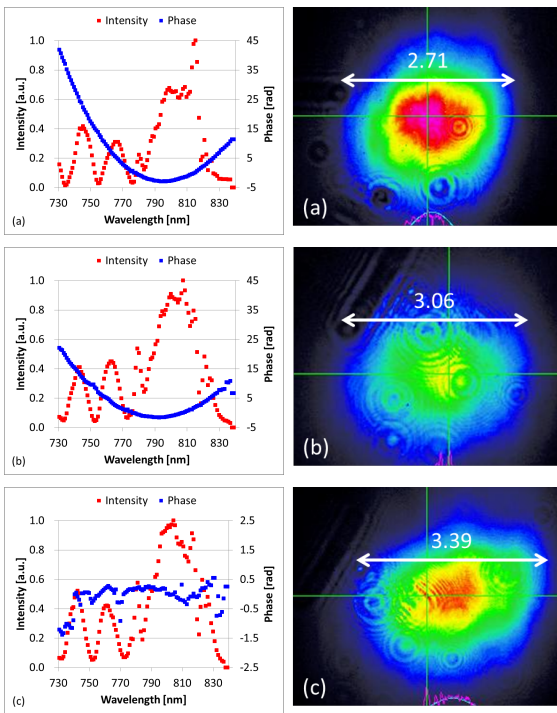 Intensity Phase
1.0 45
0.8 35
0.6 25
0.4 15
0.2 5
0.0 -5
730 750 770 790 810 830
Intensity [a.u.]
Phase [rad]
Wavelength [nm]
(a)
2.71
(a)
Intensity Phase
1.0 45
0.8 35
0.6 25
0.4 15
0.2 5
0.0 -5
730 750 770 790 810 830
Intensity [a.u.]
Phase [rad]
Wavelength [nm]
(b)
3.06
(b)
Intensity Phase
1.0 2.5
0.8 1.5
0.6 0.5
0.4 -0.5
0.2 -1.5
0.0 -2.5
730 750 770 790 810 830
Intensity [a.u.]
Phase [rad]
Wavelength [nm]
(c)
3.39
(c)